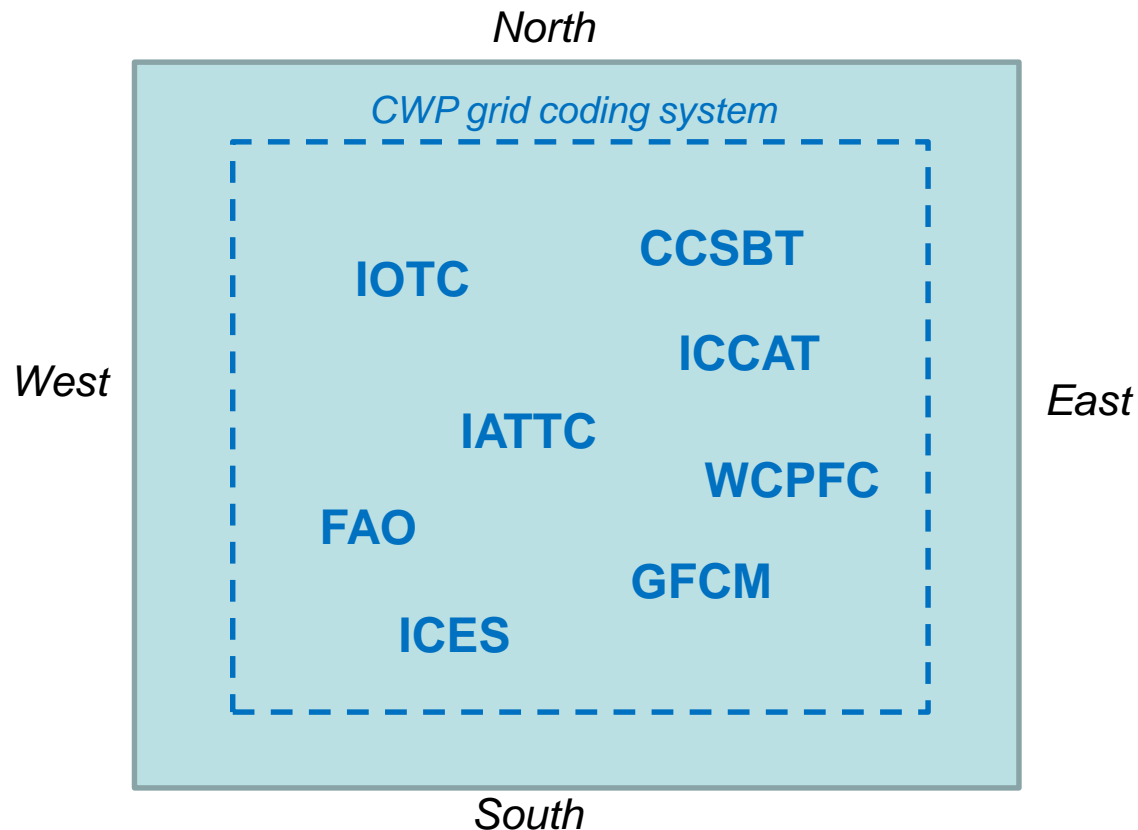 North
CWP grid coding system
CCSBT
IOTC
ICCAT
West
East
IATTC
WCPFC
FAO
GFCM
ICES
South